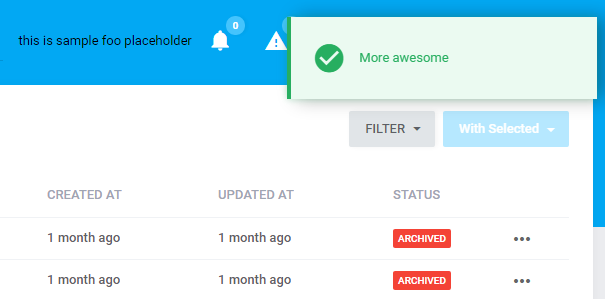 this is sample foo placeholder
0
More awesome
FILTER
With Selected
CREATED AT UPDATED AT STATUS
1 month ago 1 month ago ARCHIVED
1 month ago 1 month ago ARCHIVED